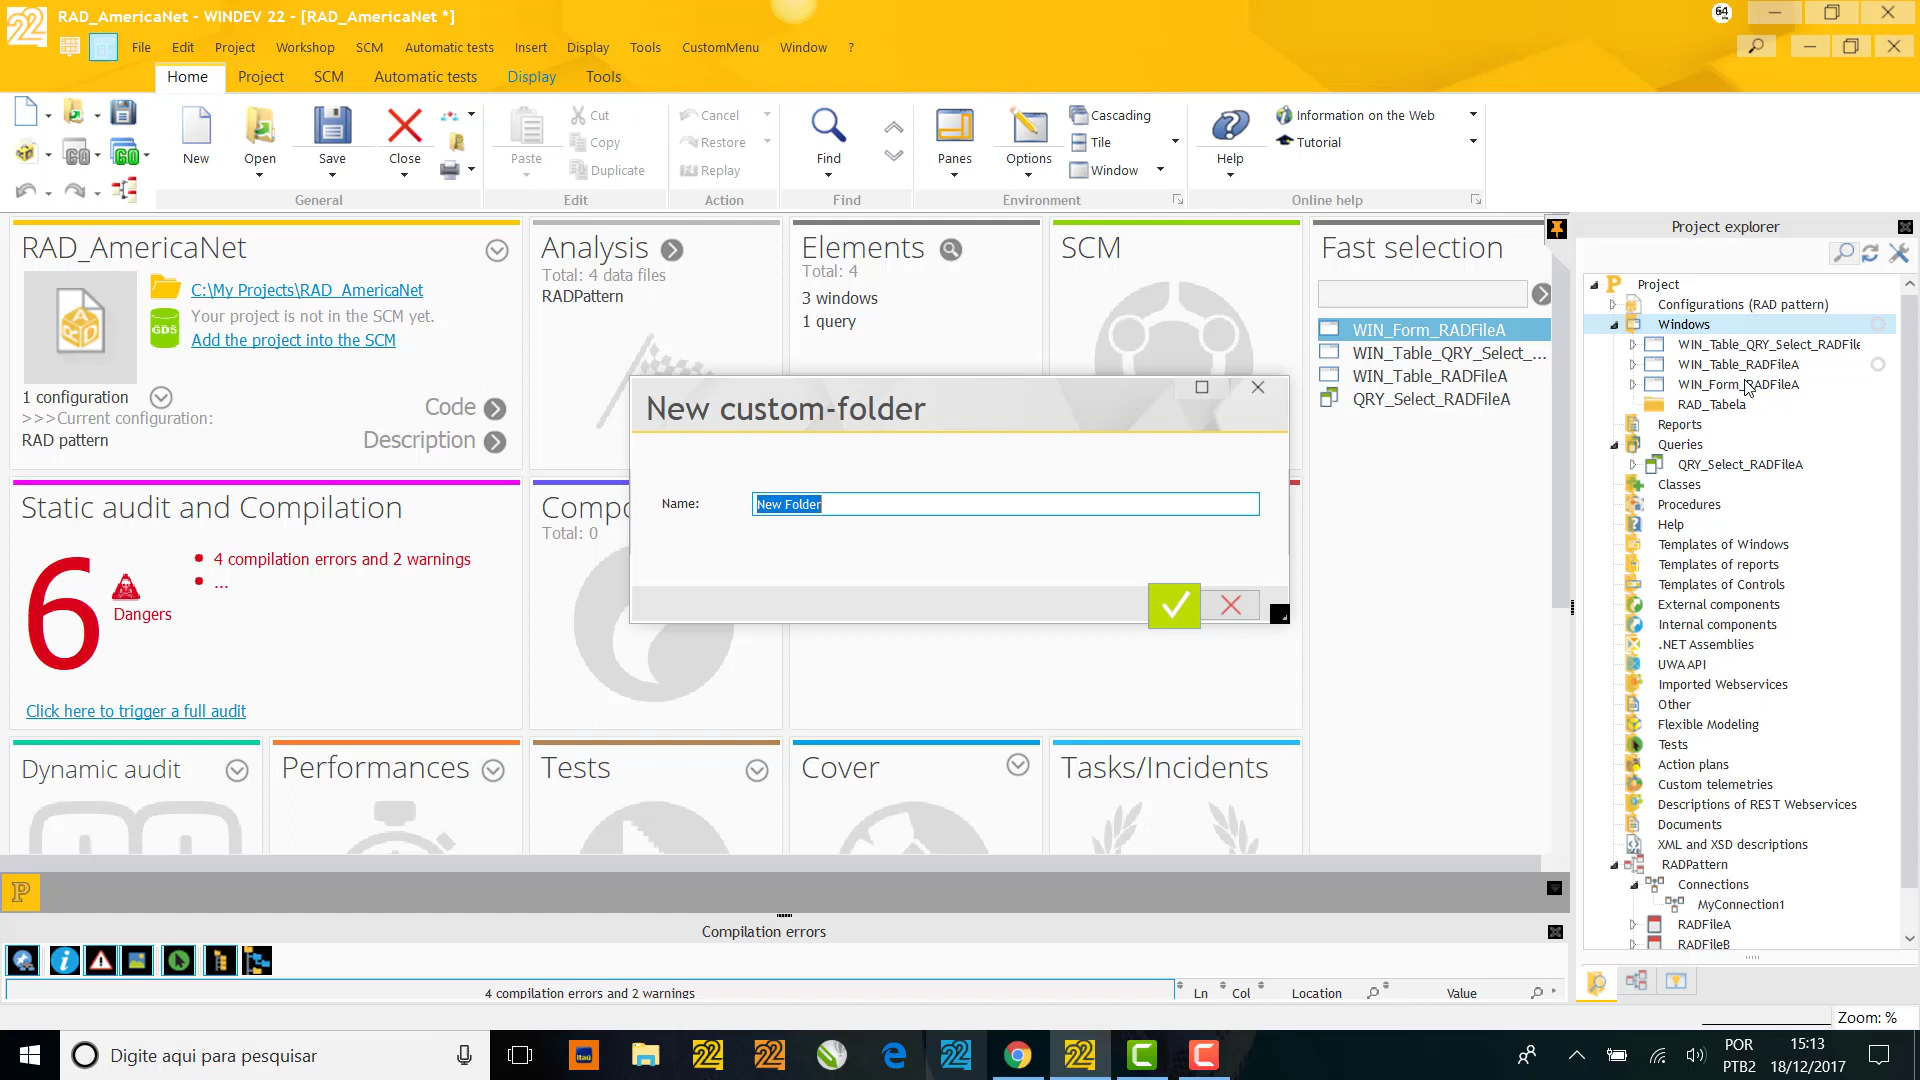 RAD_AmericaNet - WINDEV 22 - [RAD_AmericaNet *]
64
22
File Edit Project Workshop SCM Automatic tests Insert Display Tools CustomMenu Window ?
Home Project SCM Automatic tests Display Tools
New Open Save Close Paste Cut Copy Duplicate Cancel Restore Replay Find Panes Options Cascading Tile Window Help Information on the Web Tutorial
GO GO
General Edit Action Find Environment Online help
RAD_AmericaNet
C:\My Projects\RAD_AmericaNet
GDS
Your project is not in the SCM yet.
Add the project into the SCM
1 configuration
>>>Current configuration:
RAD pattern
Code
Description
Analysis
Total: 4 data files
RADPattern
Elements
Total: 4
3 windows
1 query
SCM
Fast selection
WIN_Form_RADFileA
WIN_Table_QRY_Select_...
WIN_Table_RADFileA
QRY_Select_RADFileA
New custom-folder
Name: New Folder
Static audit and Compilation
6
Dangers
4 compilation errors and 2 warnings
...
Click here to trigger a full audit
Compo
Total: 0
Dynamic audit
Performances
Tests
Cover
Tasks/Incidents
Project explorer
Project
Configurations (RAD pattern)
Windows
WIN_Table_QRY_Select_RADFile
WIN_Table_RADFileA
WIN_Form_RADFileA
RAD_Tabela
Reports
Queries
QRY_Select_RADFileA
Classes
Procedures
Help
Templates of Windows
Templates of reports
Templates of Controls
External components
Internal components
.NET Assemblies
UWA API
Imported Webservices
Other
Flexible Modeling
Tests
Action plans
Custom telemetries
Descriptions of REST Webservices
Documents
XML and XSD descriptions
RADPattern
Connections
MyConnection1
RADFileA
RADFileB
Compilation errors
4 compilation errors and 2 warnings Ln Col Location Value
Zoom: %
Digite aqui para pesquisar
Itaú
22 22 22 22
POR
PTB2
15:13
18/12/2017